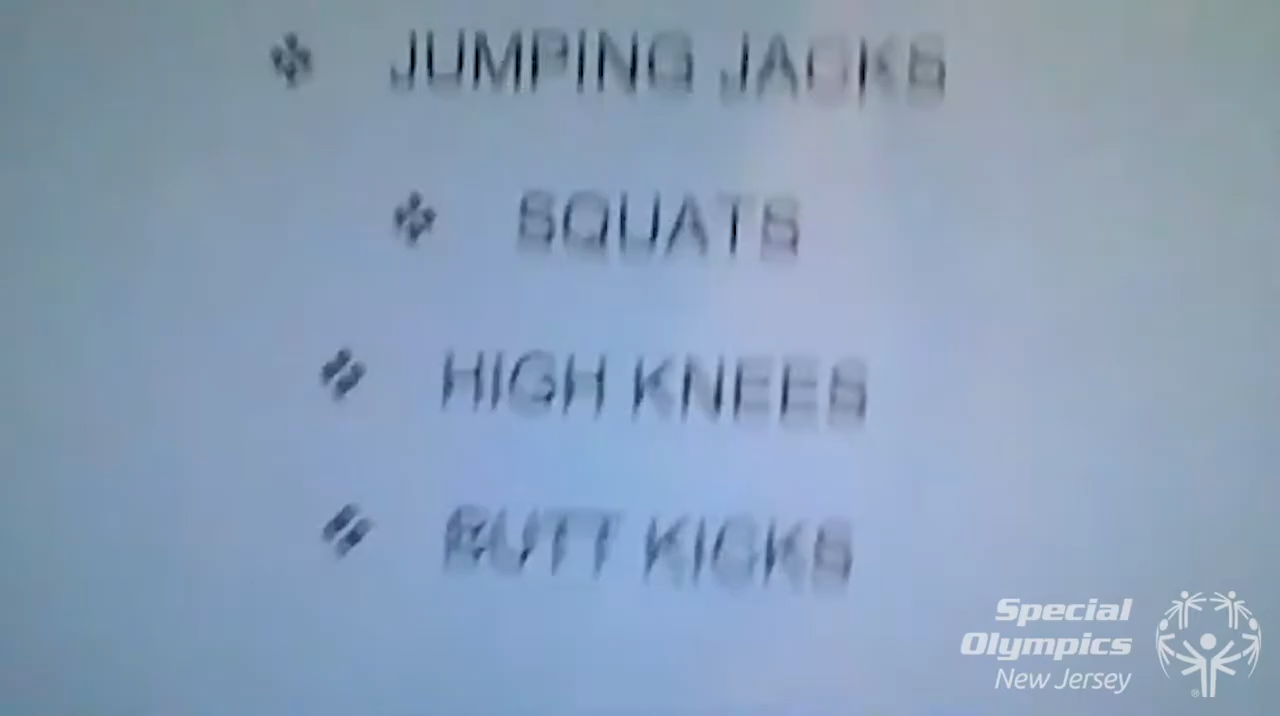 JUMPING JACKS
SQUATS
HIGH KNEES
BUTT KICKS
Special
Olympics
New Jersey
®